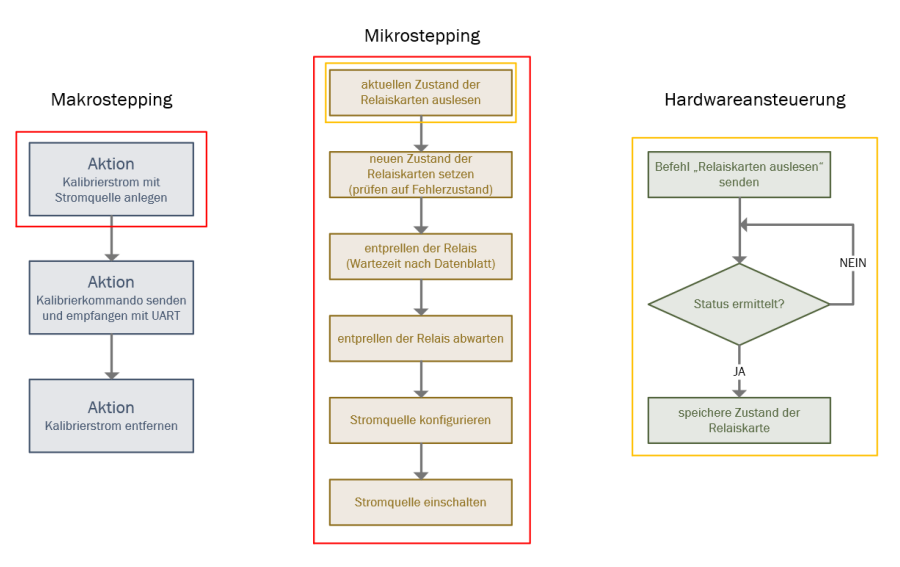 Makrostepping
Aktion
Kalibrierstrom mit
Stromquelle anlegen
Aktion
Kalibrierkommando senden
und empfangen mit UART
Aktion
Kalibrierstrom entfernen
Mikrostepping
aktuellen Zustand der
Relaiskarten auslesen
neuen Zustand der
Relaiskarten setzen
(prüfen auf Fehlerzustand)
entprellen der Relais
(Wartezeit nach Datenblatt)
entprellen der Relais abwarten
Stromquelle konfigurieren
Stromquelle einschalten
Hardwareansteuerung
Befehl „Relaiskarten auslesen“
senden
NEIN
Status ermittelt?
JA
speichere Zustand der
Relaiskarte